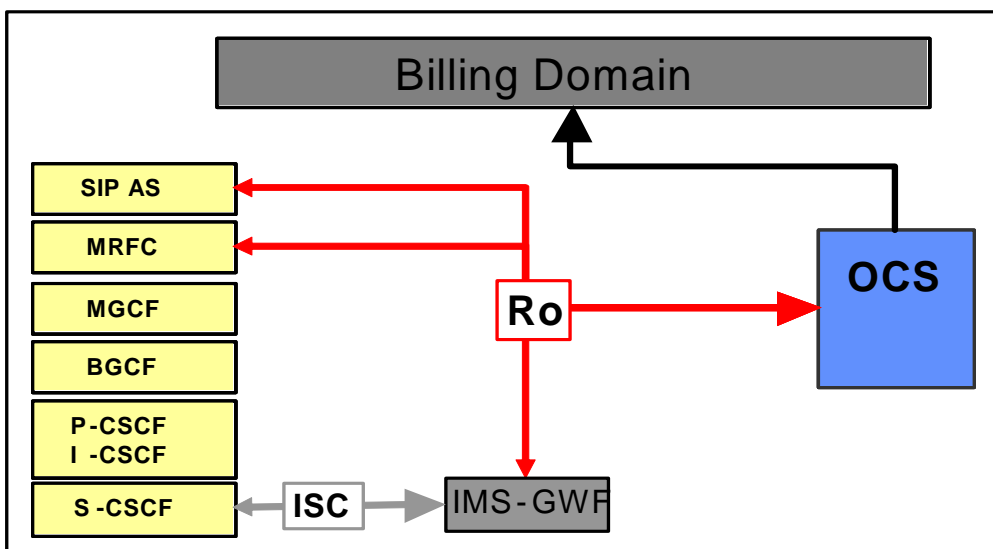 Billing Domain
SIP AS
MRFC
MGCF
BGCF
P-CSCF
I -CSCF
S-CSCF
ISC
Ro
IMS-GWF
OCS